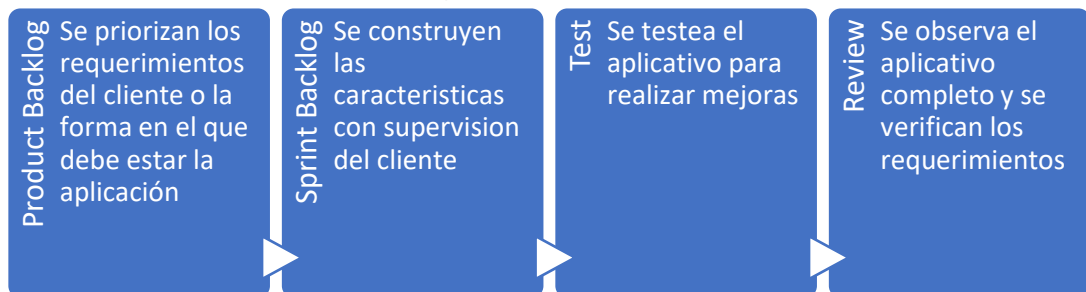 Product Backlog
Se priorizan los
requerimientos
del cliente o la
forma en el que
debe estar la
aplicación
Sprint Backlog
Se construyen
las
caracteristicas
con supervision
del cliente
Test
Se testea el
aplicativo para
realizar mejoras
Review
Se observa el
aplicativo
completo y se
verifican los
requerimientos